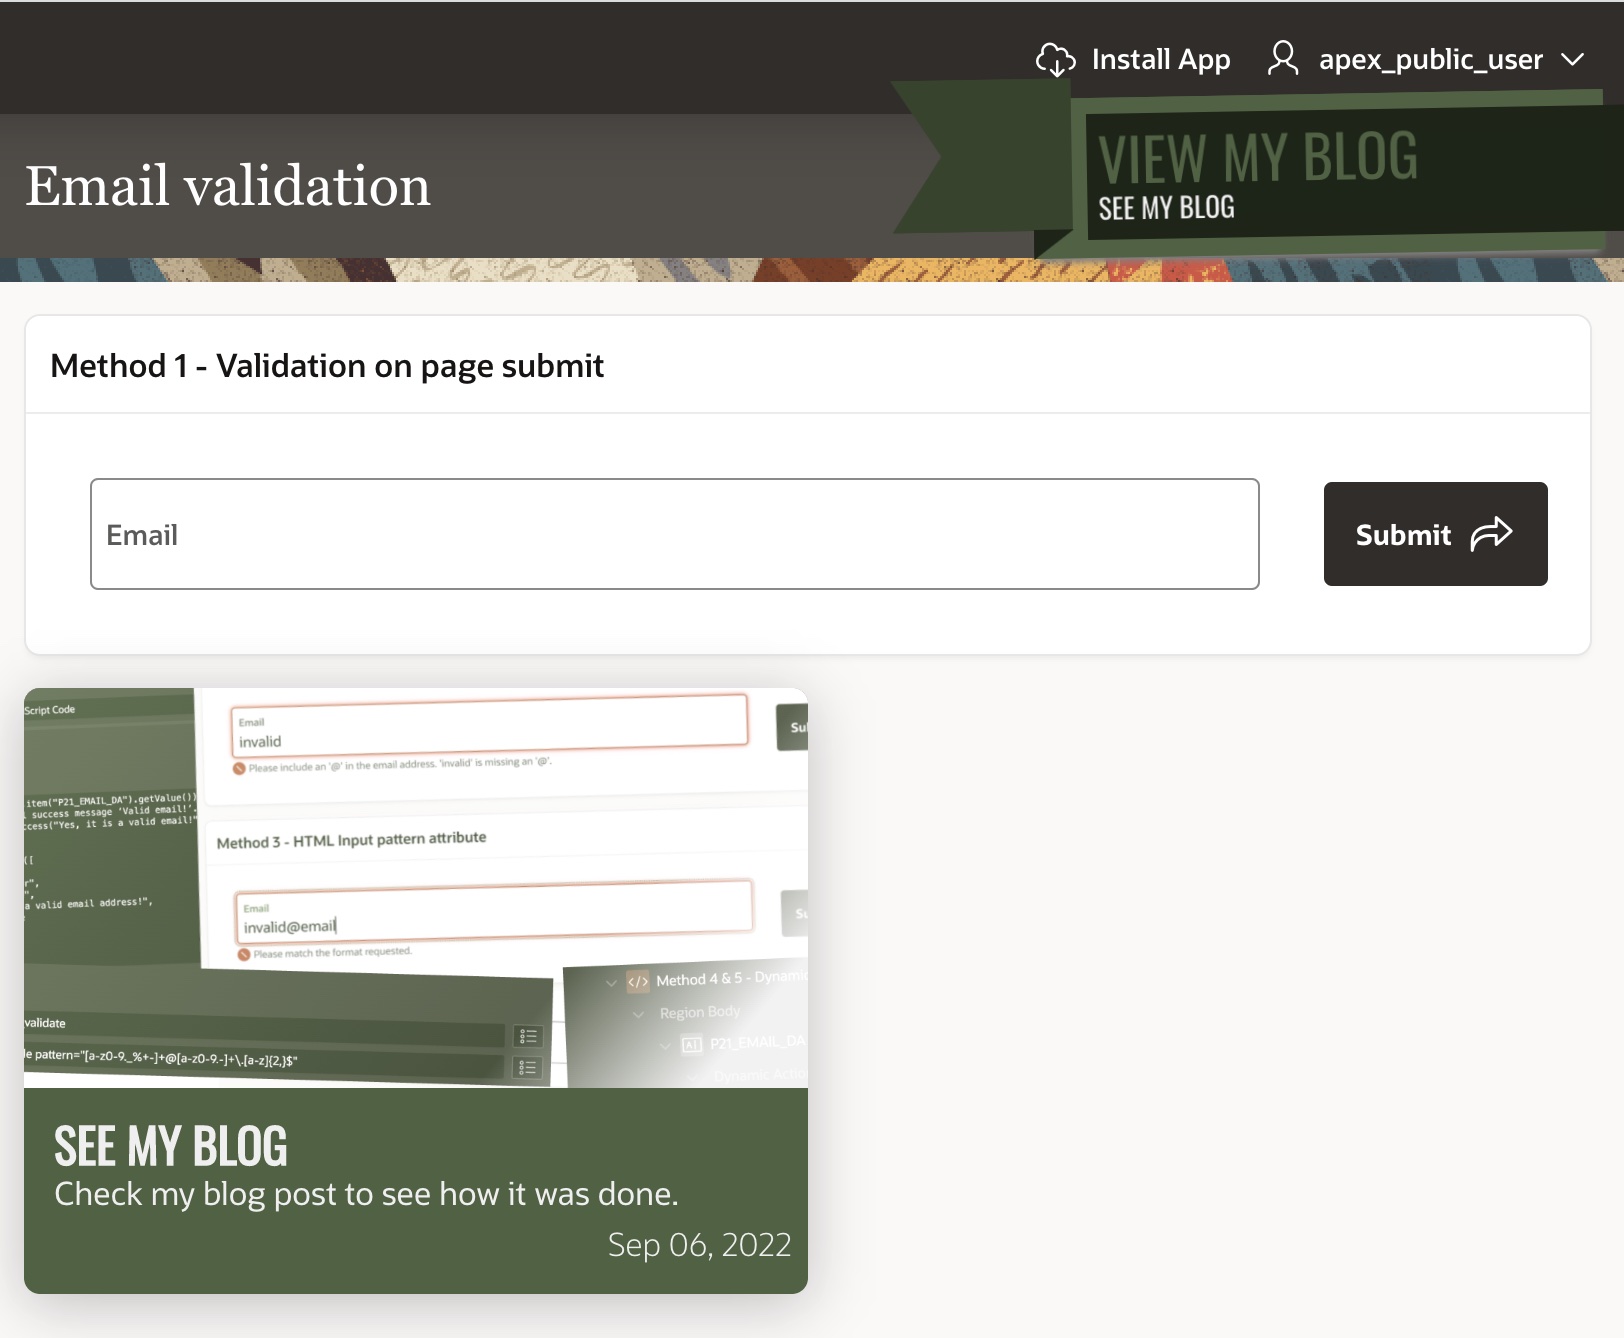 Install App
apex_public_user
VIEW MY BLOG
SEE MY BLOG
Email validation
Method 1 - Validation on page submit
Email
Submit
Script Code
Email
invalid
Please include an '@' in the email address. 'invalid' is missing an '@'.
item("P21_EMAIL_DA").getValue())
success message 'Valid email!'.
ccess("Yes, it is a valid email!"
([
r",
",
a valid email address!",
Method 3 - HTML Input pattern attribute
Email
invalid@email
Please match the format requested.
Method 4 & 5 - Dynamic
Region Body
P21_EMAIL_DA
Dynamic Actio
validate
le pattern="[a-z0-9._%+-]+@[a-z0-9.-]+\.[a-z]{2,}$"
SEE MY BLOG
Check my blog post to see how it was done.
Sep 06, 2022